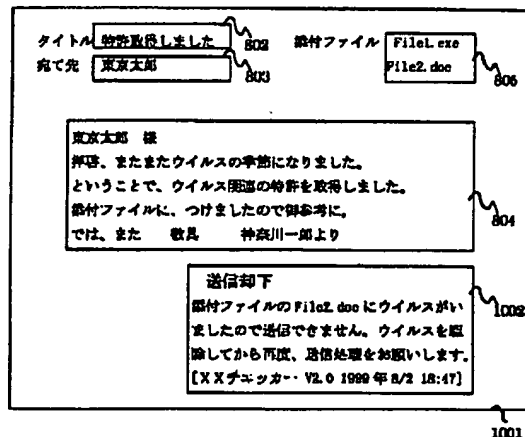 タイトル 特許取得しました 802 添付ファイル File1.exe
宛て先 東京太郎 803 File2.doc 805
東京太郎 様
拝啓、またまたウイルスの季節になりました。
ということで、ウイルス関連の特許を取得しました。
添付ファイルに、つけましたので御参考に。
では、また 敬具 神奈川一郎より
804
送信却下
添付ファイルのFile2.docにウイルスがい
ましたので送信できません。ウイルスを駆
除してから再度、送信処理をお願いします。
[XXチェッカー V2.0 1999年8/2 18:47]
1002
1001